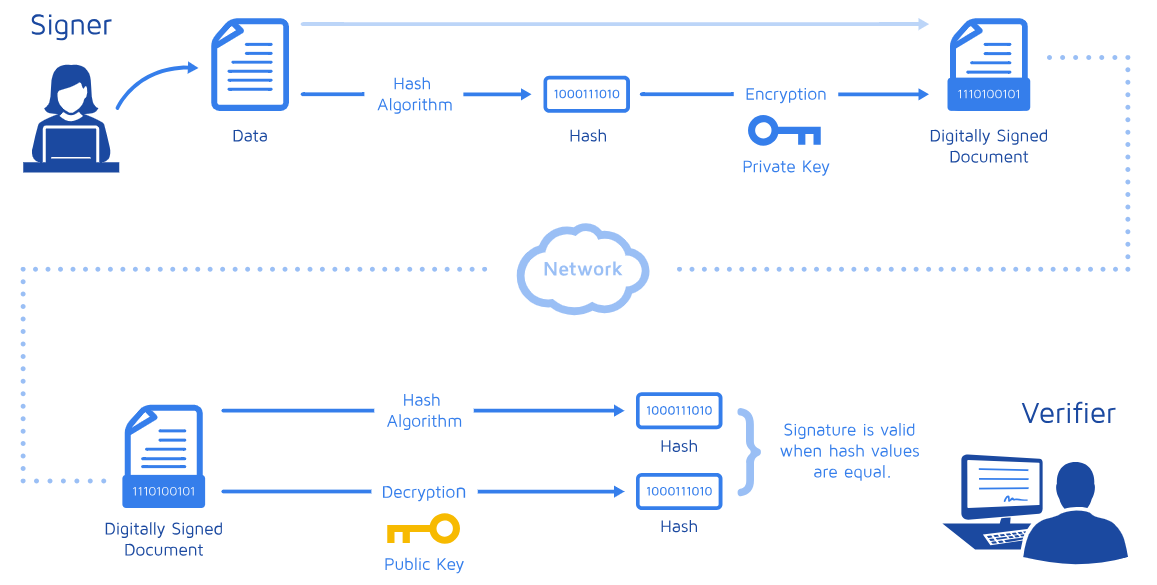 Signer
Hash
Algorithm
1000111010
Encryption
1110100101
Data
Hash
Private Key
Digitally Signed
Document
Network
Hash
Algorithm
1000111010
Hash
Verifier
Signature is valid
when hash values
are equal.
1110100101
Decryption
1000111010
Hash
Digitally Signed
Document
Public Key